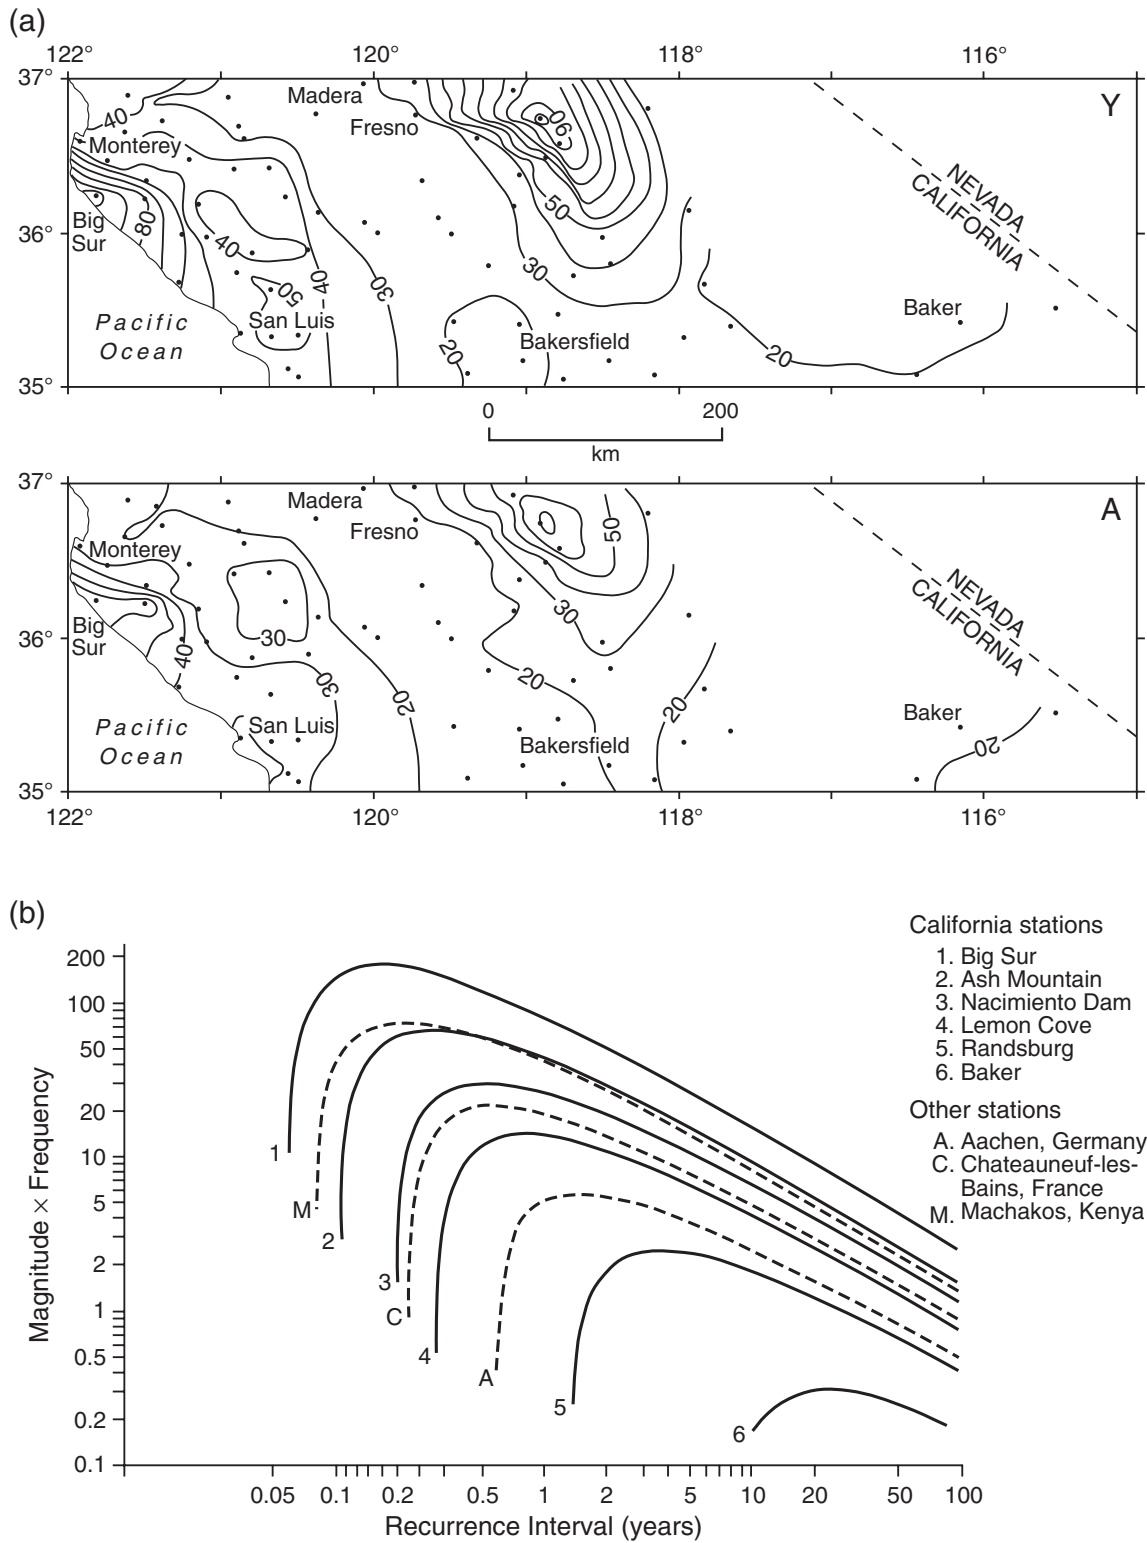 (a)
122° 120° 118° 116°
37°
36°
35°
Y
Madera
Fresno
Monterey
Big
Sur
San Luis
Bakersfield
Baker
Pacific
Ocean
NEVADA
CALIFORNIA
40
80
40
50
40
30
20
30
50
90
20
0 200
km
37°
36°
35°
A
Madera
Fresno
Monterey
Big
Sur
San Luis
Bakersfield
Baker
Pacific
Ocean
NEVADA
CALIFORNIA
40
30
30
20
20
30
50
20
20
122° 120° 118° 116°
(b)
Magnitude × Frequency
200
100
50
20
10
5
2
1
0.5
0.2
0.1
1
M
2
3
C
4
A
5
6
0.05 0.1 0.2 0.5 1 2 5 10 20 50 100
Recurrence Interval (years)
California stations
1. Big Sur
2. Ash Mountain
3. Nacimiento Dam
4. Lemon Cove
5. Randsburg
6. Baker
Other stations
A. Aachen, Germany
C. Chateauneuf-les-
Bains, France
M. Machakos, Kenya